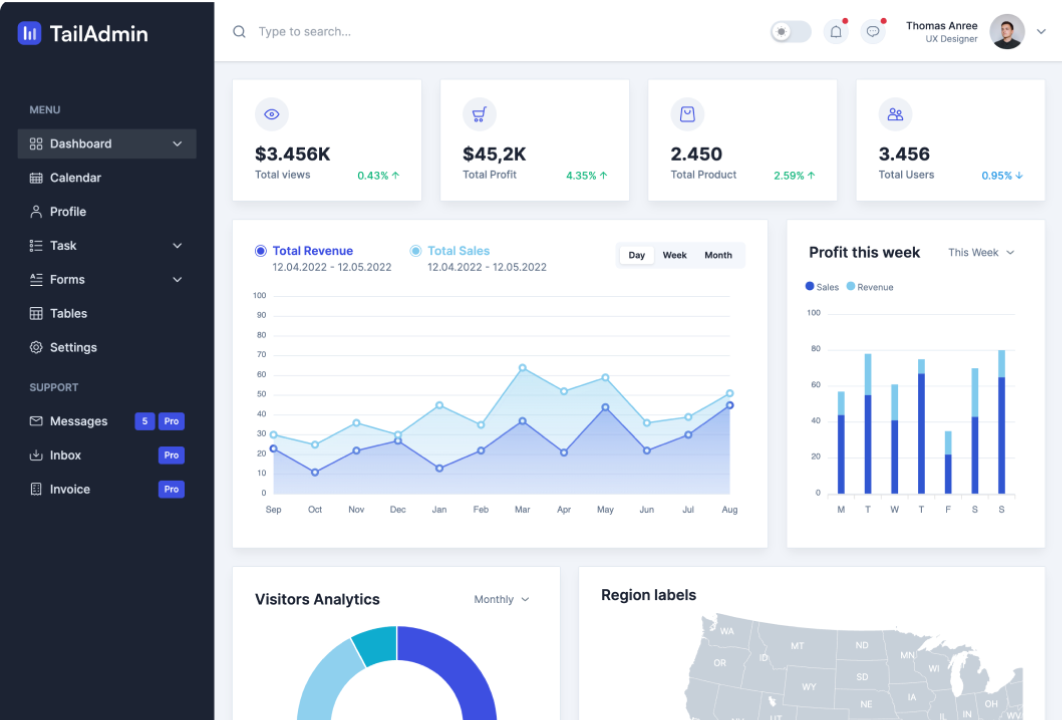 TailAdmin
Type to search...
Thomas Anree
UX Designer
MENU
Dashboard
Calendar
Profile
Task
Forms
Tables
Settings
SUPPORT
Messages 5 Pro
Inbox Pro
Invoice Pro
$3.456K
Total views 0.43%
$45,2K
Total Profit 4.35%
2.450
Total Product 2.59%
3.456
Total Users 0.95%
Total Revenue
12.04.2022 - 12.05.2022
Total Sales
12.04.2022 - 12.05.2022
Day Week Month
100
90
80
70
60
50
40
30
20
10
0
Sep Oct Nov Dec Jan Feb Mar Apr May Jun Jul Aug
Profit this week This Week
Sales Revenue
100
80
60
40
20
0
M T W T F S S
Visitors Analytics Monthly
Region labels
WA
MT
ND
MN
OR
ID
WI
SD
WY
IA
NE
OH
IL
IN
WV
UT